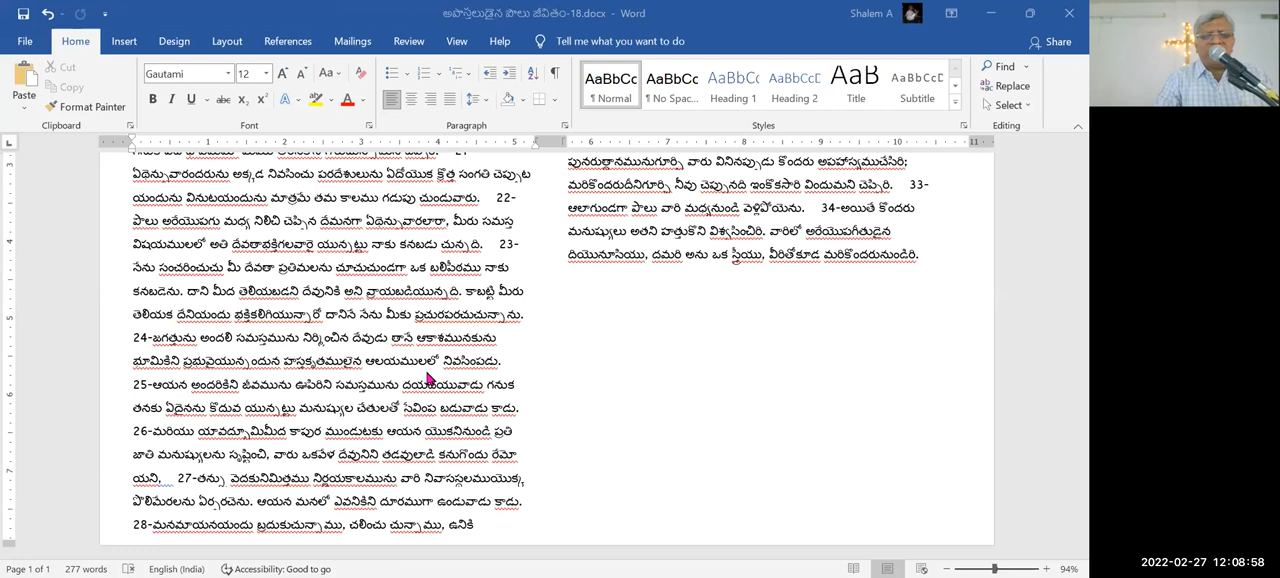 అపొస్తలుడైన పౌలు జీవితం-18.docx - Word
Shalem A
File Home Insert Design Layout References Mailings Review View Help Tell me what you want to do Share
Paste
Cut
Copy
Format Painter
Clipboard
Gautami 12
Font
Paragraph
AaBbCc AaBbCc AaBbCc AaBbCcI AaB AaBbCcD
¶ Normal ¶ No Spac... Heading 1 Heading 2 Title Subtitle
Styles
Find
Replace
Select
Editing
ఏథెన్సువారందరును అక్కడ నివసించు పరదేశులును ఏదోయొక క్రొత్త సంగతి చెప్పుట
యందును వినుటయందును మాత్రమే తమ కాలము గడుపు చుండువారు. 22-
పౌలు అరేయొపగు మధ్య నిలిచి చెప్పిన దేమనగా ఏథెన్సువారలారా, మీరు సమస్త
విషయములలో అతి దేవతాభక్తిగలవారై యున్నట్టు నాకు కనబడు చున్నది. 23-
నేను సంచరించుచు మీ దేవతా ప్రతిమలను చూచుచుండగా ఒక బలిపీఠము నాకు
కనబడెను. దాని మీద తెలియబడని దేవునికి అని వ్రాయబడియున్నది. కాబట్టి మీరు
తెలియక దేనియందు భక్తికలిగియున్నారో దానినే నేను మీకు ప్రచురపరచుచున్నాను.
24-జగత్తును అందలి సమస్తమును నిర్మించిన దేవుడు తానే ఆకాశమునకును
భూమికిని ప్రభువైయున్నందున హస్తకృతములైన ఆలయములలో నివసింపడు.
25-ఆయన అందరికిని జీవమును ఊపిరిని సమస్తమును దయచేయువాడు గనుక
తనకు ఏదైనను కొదువ యున్నట్టు మనుష్యుల చేతులతో సేవింప బడువాడు కాడు.
26-మరియు యావద్భూమిమీద కాపుర ముండుటకు ఆయన యొకనినుండి ప్రతి
జాతి మనుష్యులను సృష్టించి, వారు ఒకవేళ దేవునిని తడవులాడి కనుగొందు రేమో
యని, 27-తన్ను వెదకునిమిత్తము నిర్ణయకాలమును వారి నివాసస్థలముయొక్క
పొలిమేరలను ఏర్పరచెను. ఆయన మనలో ఎవనికిని దూరముగా ఉండువాడు కాడు.
28-మనమాయనయందు బ్రదుకుచున్నాము, చలించు చున్నాము, ఉనికి
పునరుత్థానమునుగూర్చి వారు వినినప్పుడు కొందరు అపహాస్యముచేసిరి;
మరికొందరుదీనిగూర్చి నీవు చెప్పునది ఇంకొకసారి విందుమని చెప్పిరి. 33-
ఆలాగుండగా పౌలు వారి మధ్యనుండి వెళ్లిపోయెను. 34-అయితే కొందరు
మనుష్యులు అతని హత్తుకొని విశ్వసించిరి. వారిలో అరేయొపగీతుడైన
దియొనూసియు, దమరి అను ఒక స్త్రీయు, వీరితోకూడ మరికొందరునుండిరి.
Page 1 of 1 277 words English (India) Accessibility: Good to go 94%
2022-02-27 12:08:58